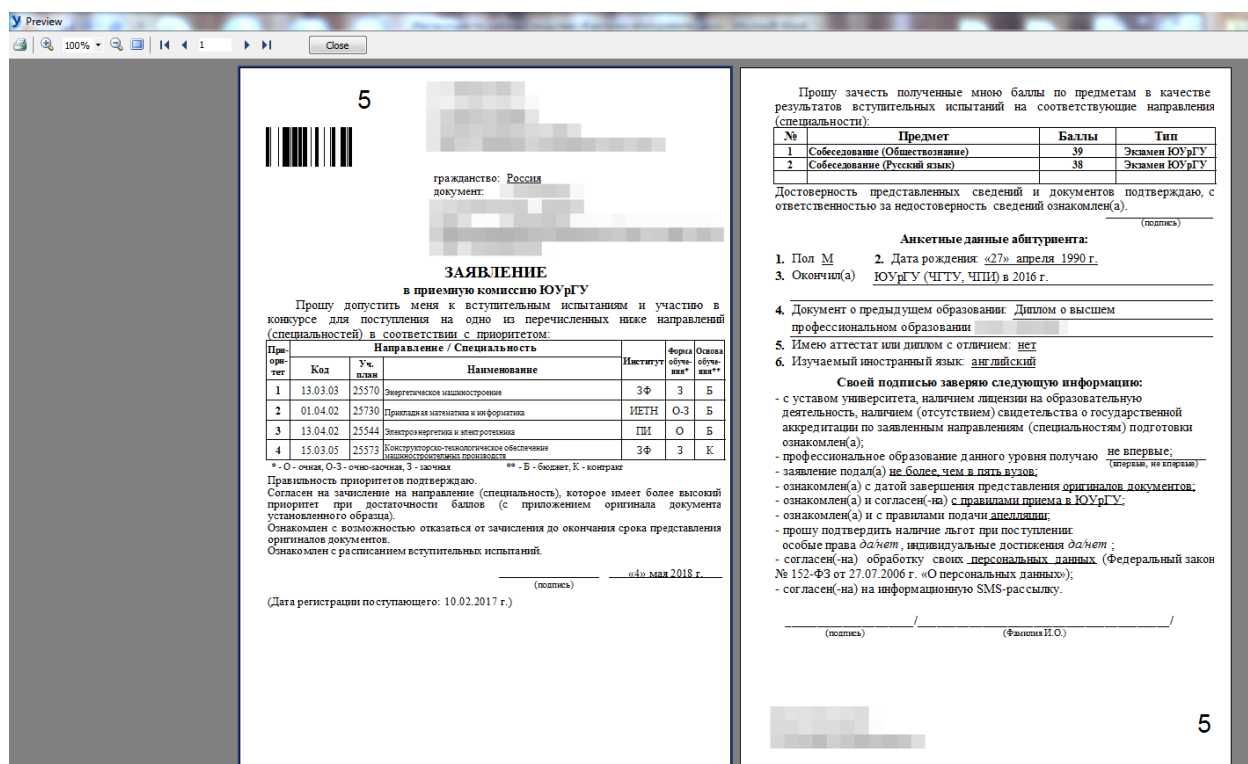 Preview
100%
1
Close
5
гражданство: Россия
документ:
ЗАЯВЛЕНИЕ
в приемную комиссию ЮУрГУ
Прошу допустить меня к вступительным испытаниям и участию в
конкурсе для поступления на одно из перечисленных ниже направлений
(специальностей) в соответствии с приоритетом:
При-ори-тет Направление / Специальность Институт Форма обуче-ния* Основа обуче-ния**
Код Уч. план Наименование
1 13.03.03 25570 Энергетическое машиностроение ЗФ З Б
2 01.04.02 25730 Прикладная математика и информатика ИЕТН О-З Б
3 13.04.02 25544 Электроэнергетика и электротехника ПИ О Б
4 15.03.05 25573 Конструкторско-технологическое обеспечение машиностроительных производств ЗФ З К
* - О - очная, О-З - очно-заочная, З - заочная ** - Б - бюджет, К - контракт
Правильность приоритетов подтверждаю.
Согласен на зачисление на направление (специальность), которое имеет более высокий
приоритет при достаточности баллов (с приложением оригинала документа
установленного образца).
Ознакомлен с возможностью отказаться от зачисления до окончания срока представления
оригиналов документов.
Ознакомлен с расписанием вступительных испытаний.
«4» мая 2018 г.
(подпись)
(Дата регистрации поступающего: 10.02.2017 г.)
Прошу зачесть полученные мною баллы по предметам в качестве
результатов вступительных испытаний на соответствующие направления
(специальности):
№ Предмет Баллы Тип
1 Собеседование (Обществознание) 39 Экзамен ЮУрГУ
2 Собеседование (Русский язык) 38 Экзамен ЮУрГУ
Достоверность представленных сведений и документов подтверждаю, с
ответственностью за недостоверность сведений ознакомлен(а).
(подпись)
Анкетные данные абитуриента:
1. Пол М 2. Дата рождения: «27» апреля 1990 г.
3. Окончил(а) ЮУрГУ (ЧГТУ, ЧПИ) в 2016 г.
4. Документ о предыдущем образовании: Диплом о высшем
профессиональном образовании
5. Имею аттестат или диплом с отличием: нет
6. Изучаемый иностранный язык: английский
Своей подписью заверяю следующую информацию:
- с уставом университета, наличием лицензии на образовательную
деятельность, наличием (отсутствием) свидетельства о государственной
аккредитации по заявленным направлениям (специальностям) подготовки
ознакомлен(а);
- профессиональное образование данного уровня получаю не впервые;
(впервые, не впервые)
- заявление подал(а) не более, чем в пять вузов;
- ознакомлен(а) с датой завершения представления оригиналов документов;
- ознакомлен(а) и согласен(-на) с правилами приема в ЮУрГУ;
- ознакомлен(а) и с правилами подачи апелляции;
- прошу подтвердить наличие льгот при поступлении:
особые права да/нет , индивидуальные достижения да/нет ;
- согласен(-на) обработку своих персональных данных (Федеральный закон
№ 152-ФЗ от 27.07.2006 г. «О персональных данных»);
- согласен(-на) на информационную SMS-рассылку.
/ /
(подпись) (Фамилия И.О.)
5